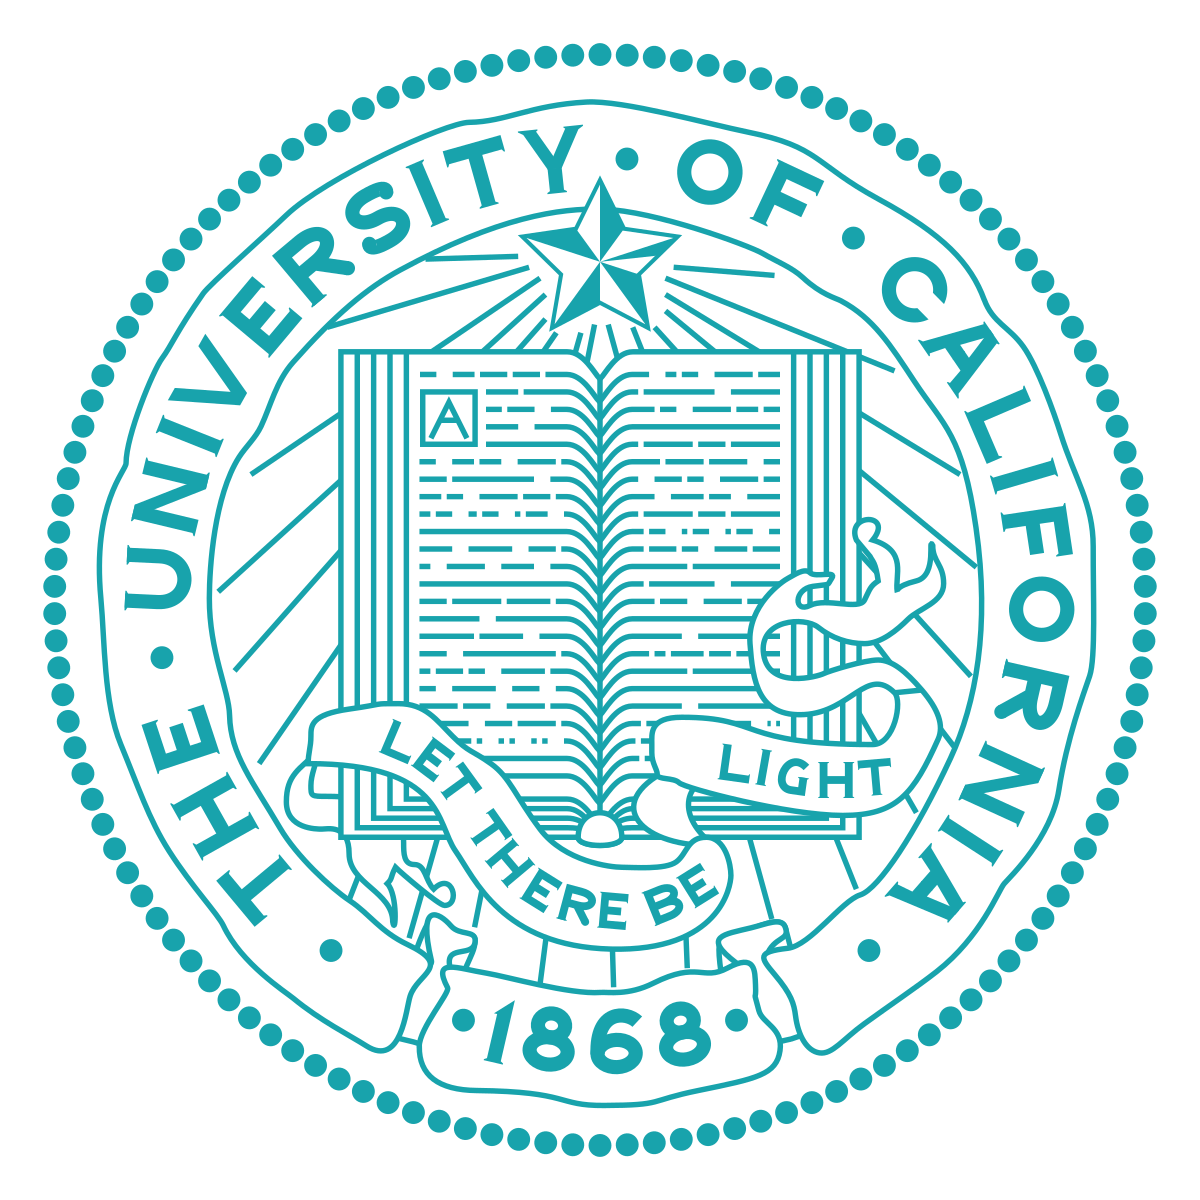 THE · UNIVERSITY · OF · CALIFORNIA
A
LET THERE BE
LIGHT
· 1868 ·